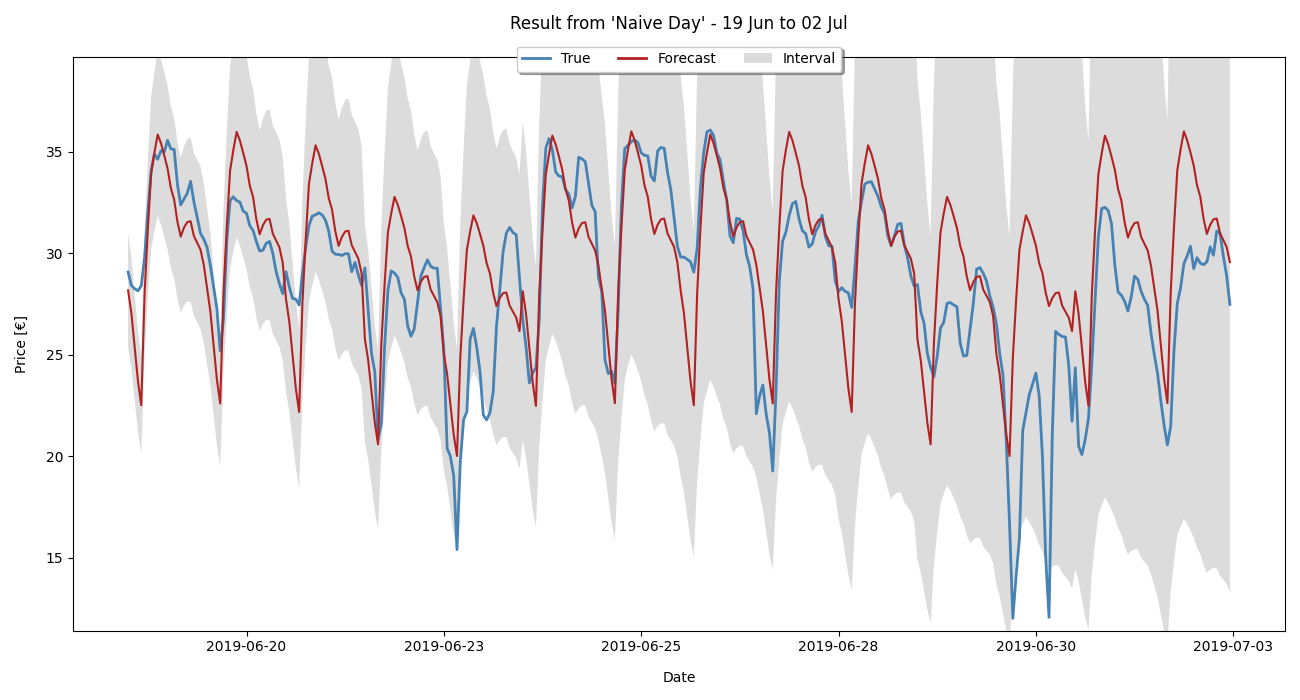 Result from 'Naive Day' - 19 Jun to 02 Jul
True Forecast Interval
35
30
25
20
15
Price [€]
2019-06-20 2019-06-23 2019-06-25 2019-06-28 2019-06-30 2019-07-03
Date